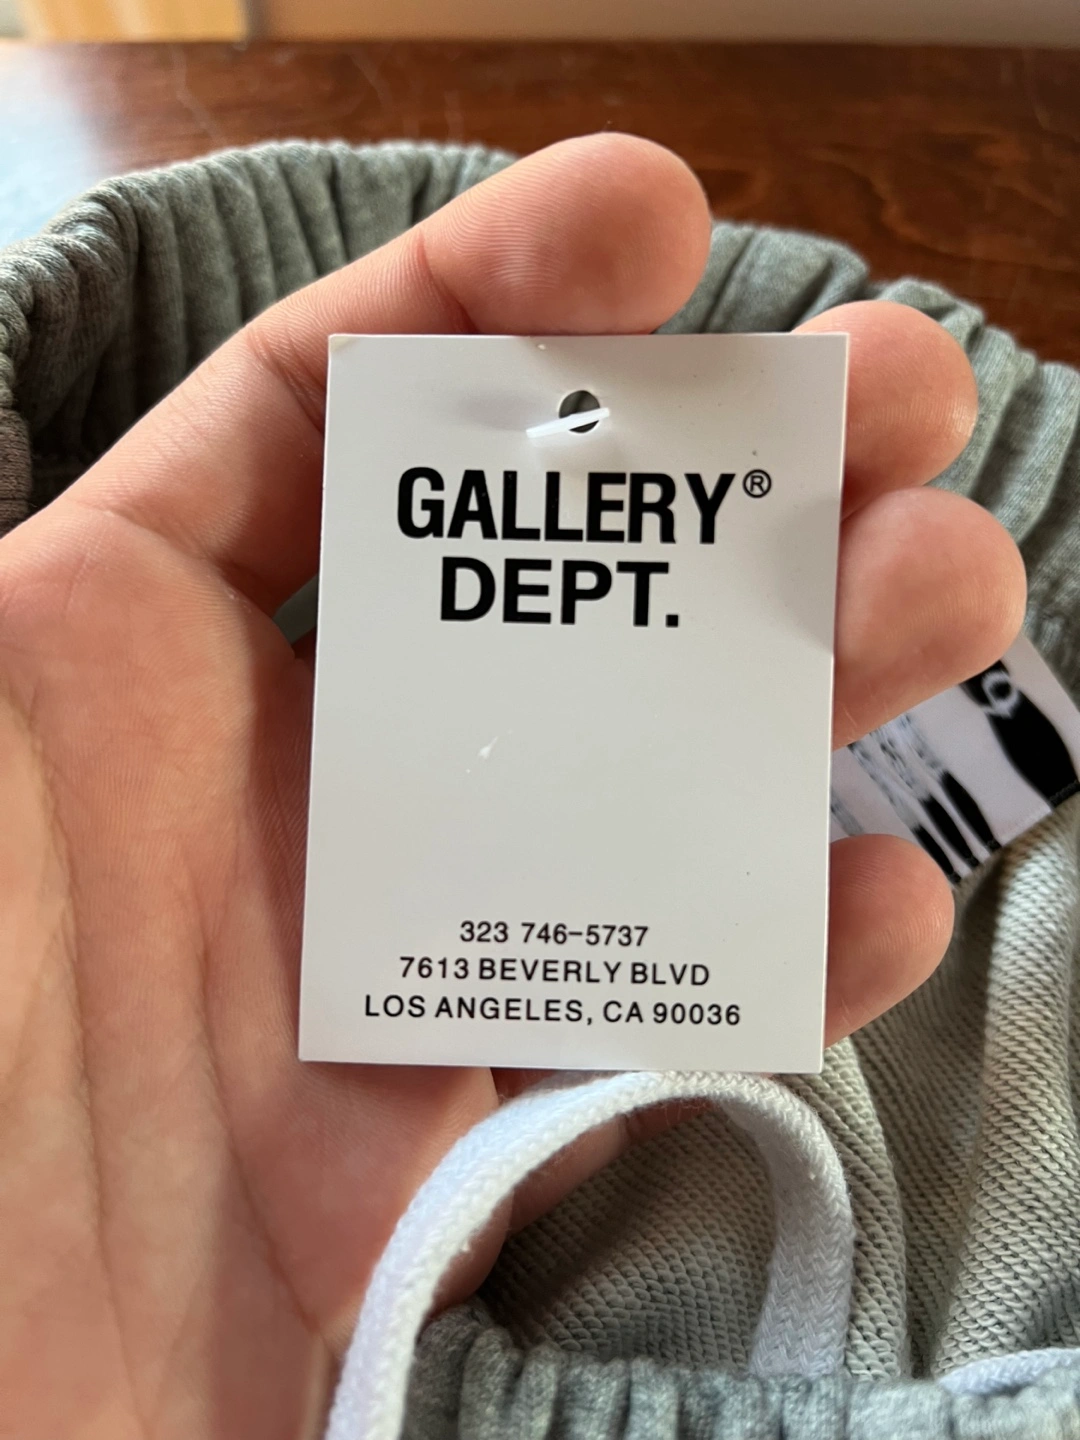 GALLERY®
DEPT.
323 746-5737
7613 BEVERLY BLVD
LOS ANGELES, CA 90036